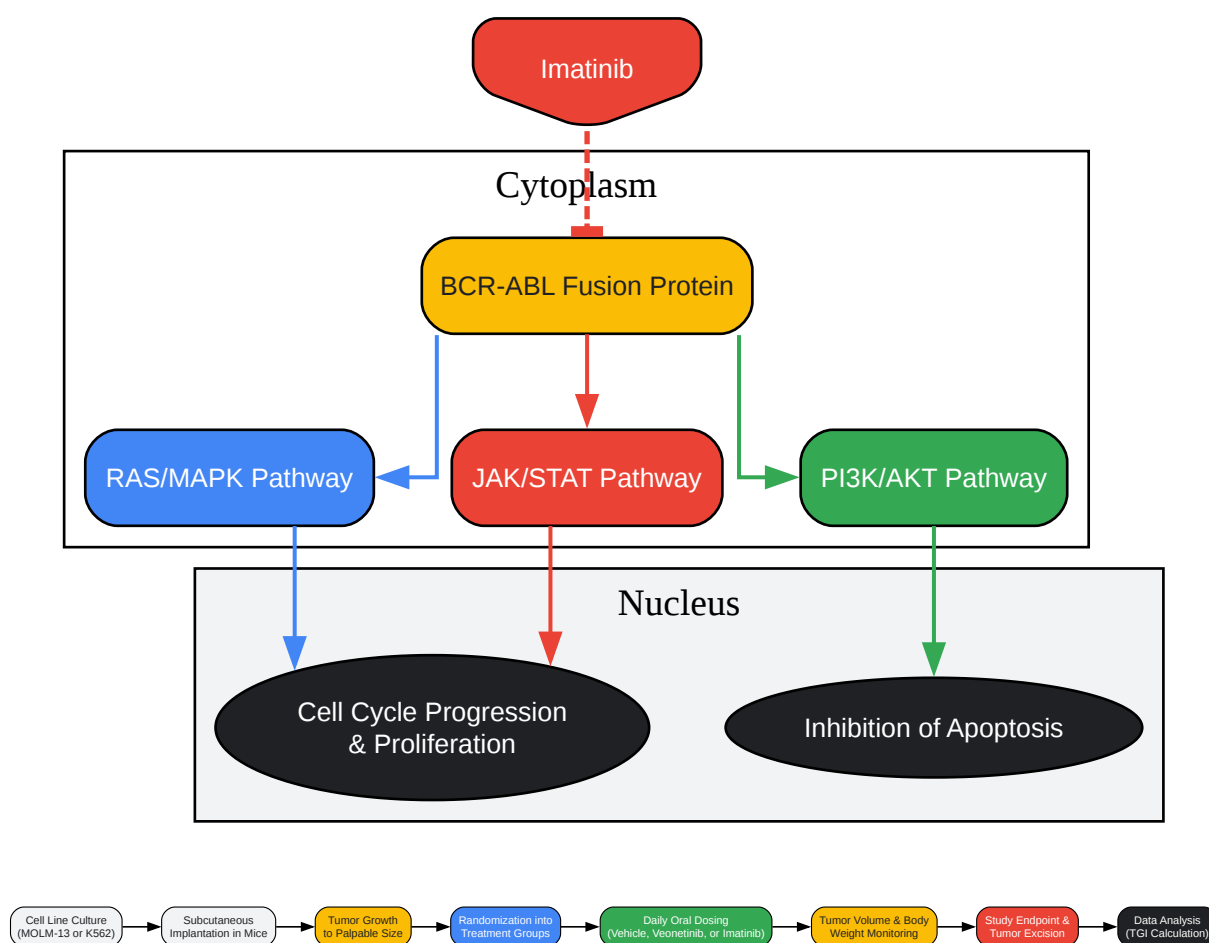 Imatinib
Cytoplasm
BCR-ABL Fusion Protein
RAS/MAPK Pathway
JAK/STAT Pathway
PI3K/AKT Pathway
Nucleus
Cell Cycle Progression
& Proliferation
Inhibition of Apoptosis
Cell Line Culture
(MOLM-13 or K562)
Subcutaneous
Implantation in Mice
Tumor Growth
to Palpable Size
Randomization into
Treatment Groups
Daily Oral Dosing
(Vehicle, Veonetinib, or Imatinib)
Tumor Volume & Body
Weight Monitoring
Study Endpoint &
Tumor Excision
Data Analysis
(TGI Calculation)